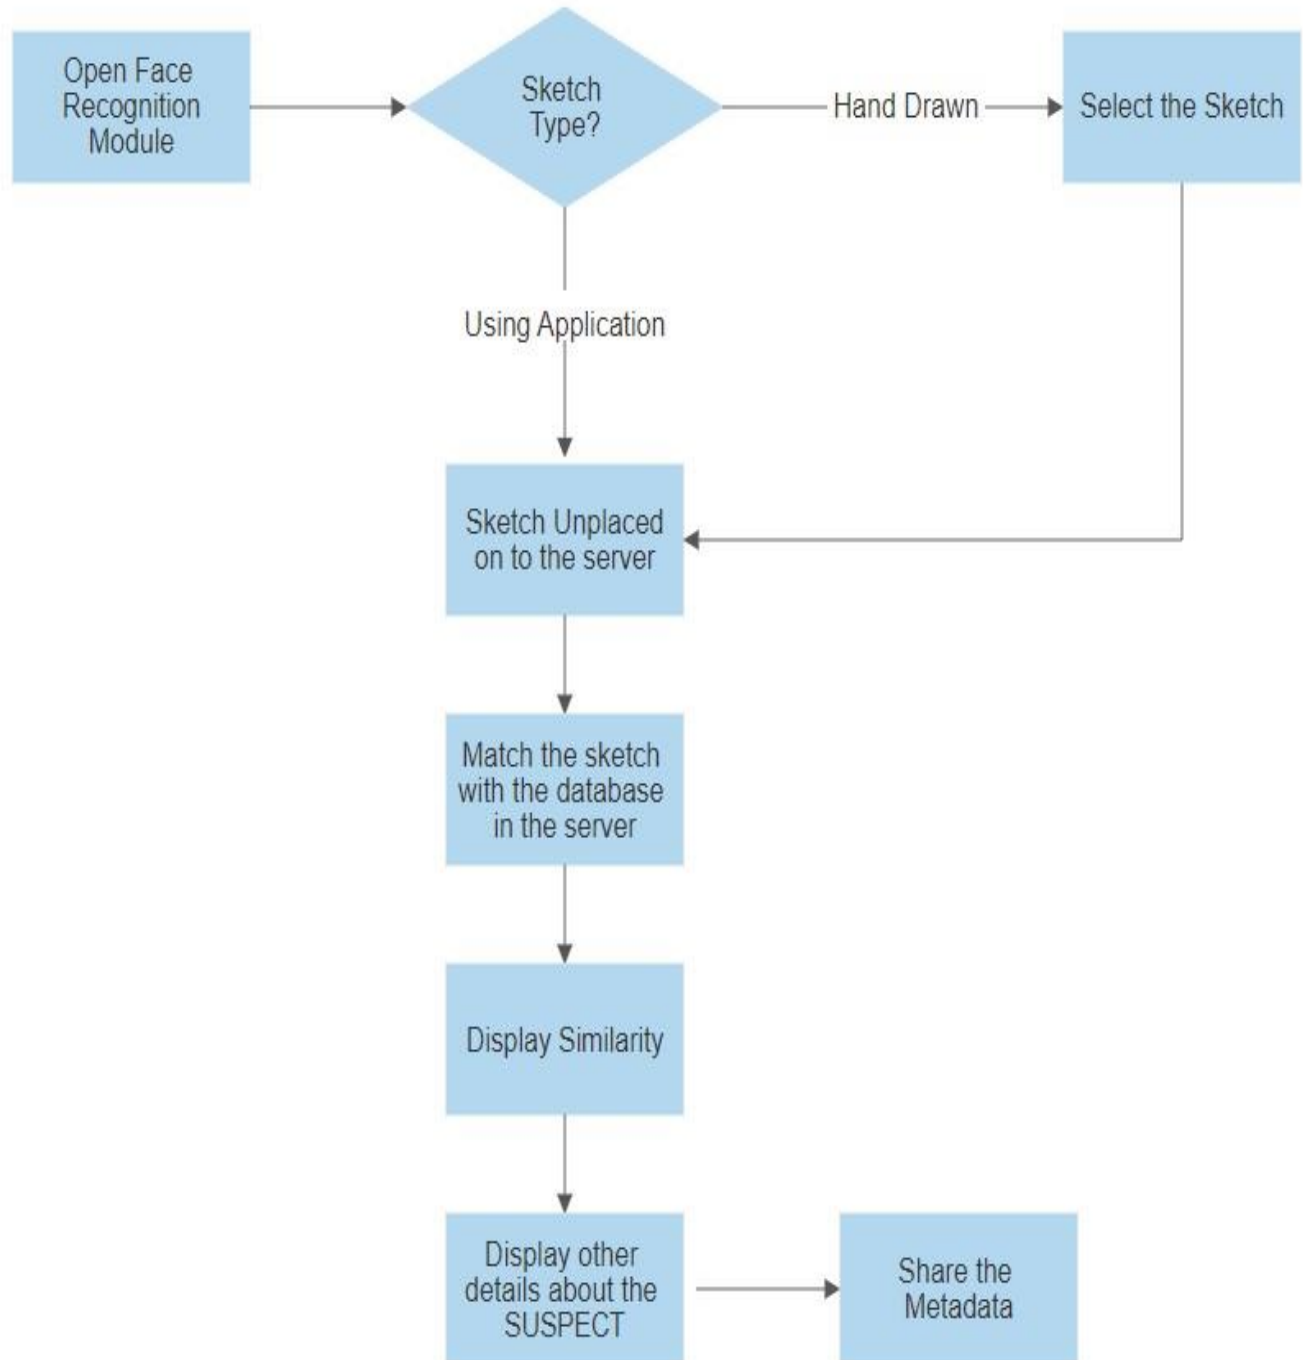 Open Face
Recognition
Module
Sketch
Type?
Hand Drawn
Select the Sketch
Using Application
Sketch Unplaced
on to the server
Match the sketch
with the database
in the server
Display Similarity
Display other
details about the
SUSPECT
Share the
Metadata